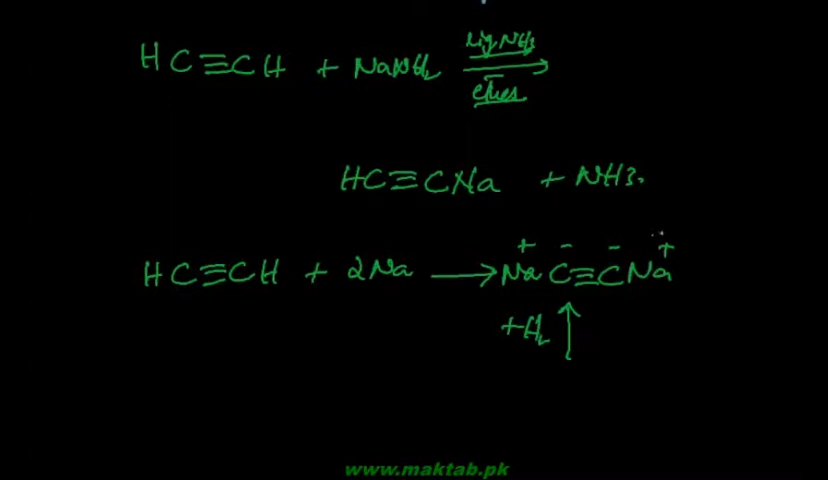 HC≡CH + NaNH₂
Liq. NH₃
ether
HC≡CNa + NH₃.
HC≡CH + 2Na → Na⁺C⁻≡C⁻Na⁺
+H₂ ↑
www.maktab.pk